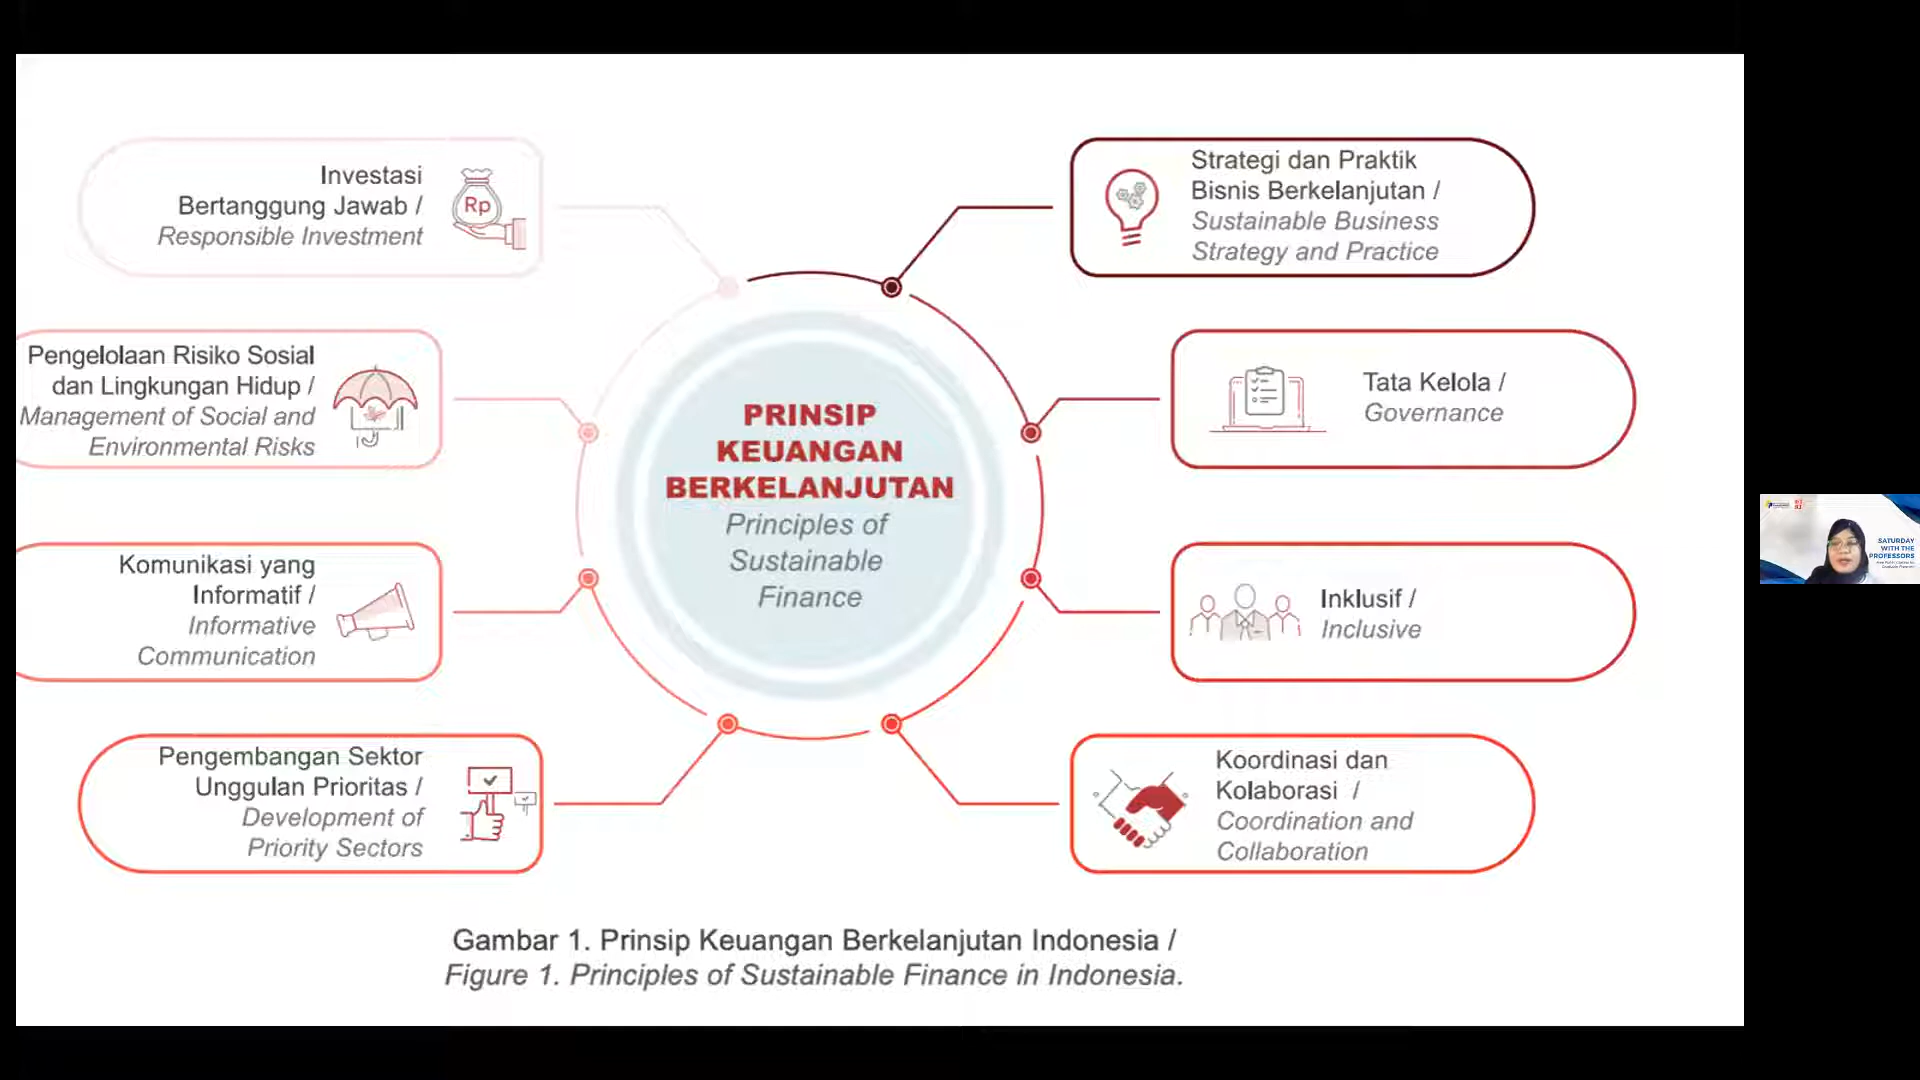 Investasi
Bertanggung Jawab /
Responsible Investment
Rp
Strategi dan Praktik
Bisnis Berkelanjutan /
Sustainable Business
Strategy and Practice
Pengelolaan Risiko Sosial
dan Lingkungan Hidup /
Management of Social and
Environmental Risks
PRINSIP
KEUANGAN
BERKELANJUTAN
Principles of
Sustainable
Finance
Tata Kelola /
Governance
Komunikasi yang
Informatif /
Informative
Communication
Inklusif /
Inclusive
Pengembangan Sektor
Unggulan Prioritas /
Development of
Priority Sectors
Koordinasi dan
Kolaborasi /
Coordination and
Collaboration
Gambar 1. Prinsip Keuangan Berkelanjutan Indonesia /
Figure 1. Principles of Sustainable Finance in Indonesia.
SATURDAY
WITH THE
PROFESSORS